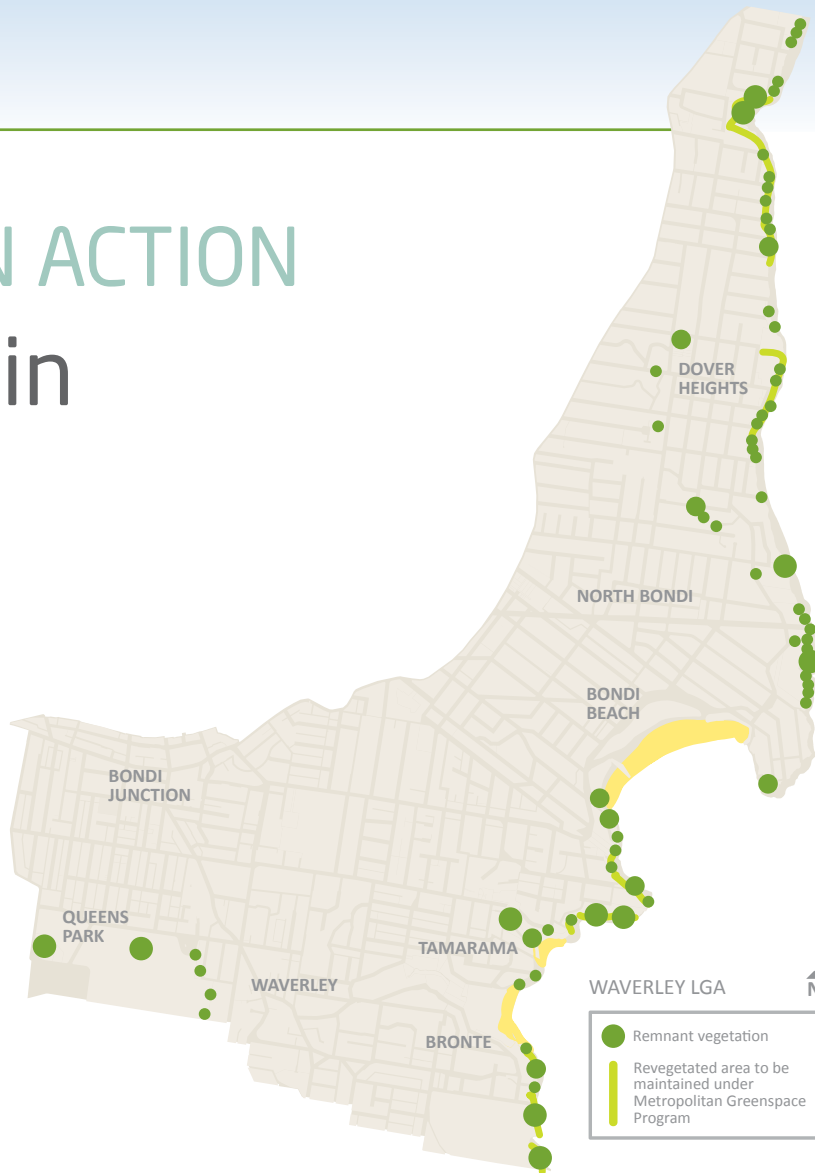 N ACTION
in
DOVER
HEIGHTS
NORTH BONDI
BONDI
BEACH
BONDI
JUNCTION
QUEENS
PARK
TAMARAMA
WAVERLEY
BRONTE
WAVERLEY LGA
N
Remnant vegetation
Revegetated area to be
maintained under
Metropolitan Greenspace
Program